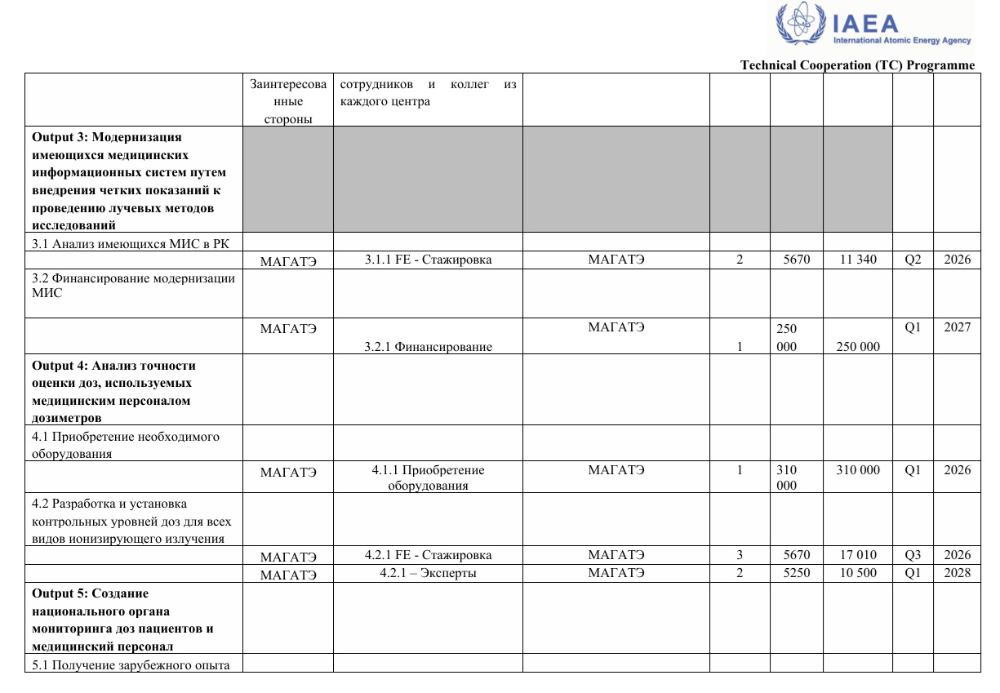 IAEA
International Atomic Energy Agency
Technical Cooperation (TC) Programme
Заинтересова
нные
стороны
сотрудников и коллег из
каждого центра
Output 3: Модернизация
имеющихся медицинских
информационных систем путем
внедрения четких показаний к
проведению лучевых методов
исследований
3.1 Анализ имеющихся МИС в РК
МАГАТЭ 3.1.1 FE - Стажировка МАГАТЭ 2 5670 11 340 Q2 2026
3.2 Финансирование модернизации
МИС
МАГАТЭ МАГАТЭ 250 Q1 2027
3.2.1 Финансирование 1 000 250 000
Output 4: Анализ точности
оценки доз, используемых
медицинским персоналом
дозиметров
4.1 Приобретение необходимого
оборудования
МАГАТЭ 4.1.1 Приобретение МАГАТЭ 1 310 310 000 Q1 2026
оборудования 000
4.2 Разработка и установка
контрольных уровней доз для всех
видов ионизирующего излучения
МАГАТЭ 4.2.1 FE - Стажировка МАГАТЭ 3 5670 17 010 Q3 2026
МАГАТЭ 4.2.1 – Эксперты МАГАТЭ 2 5250 10 500 Q1 2028
Output 5: Создание
национального органа
мониторинга доз пациентов и
медицинский персонал
5.1 Получение зарубежного опыта